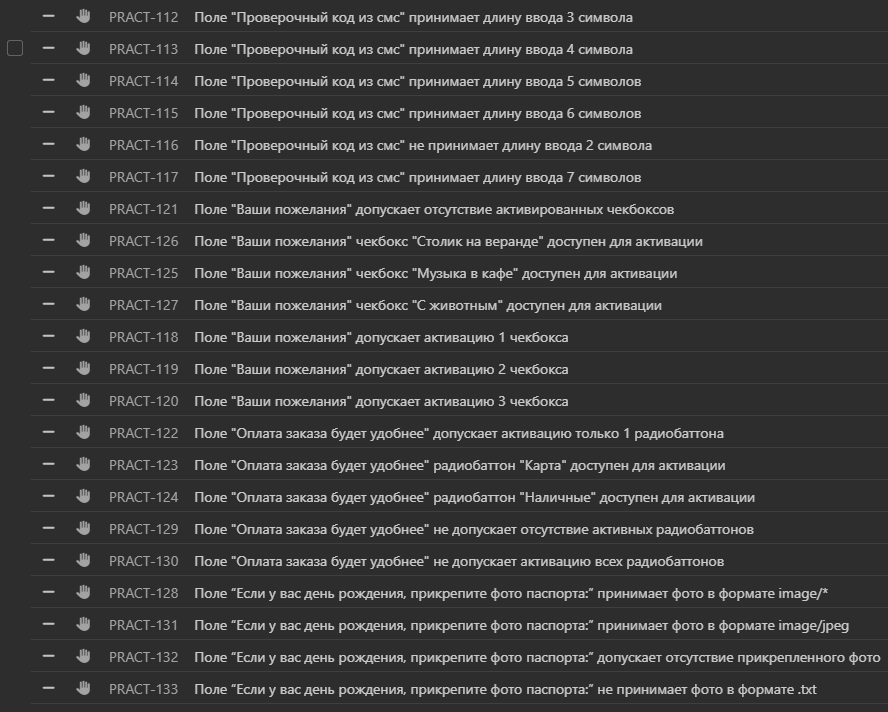 PRACT-112 Поле "Проверочный код из смс" принимает длину ввода 3 символа
PRACT-113 Поле "Проверочный код из смс" принимает длину ввода 4 символа
PRACT-114 Поле "Проверочный код из смс" принимает длину ввода 5 символов
PRACT-115 Поле "Проверочный код из смс" принимает длину ввода 6 символов
PRACT-116 Поле "Проверочный код из смс" не принимает длину ввода 2 символа
PRACT-117 Поле "Проверочный код из смс" принимает длину ввода 7 символов
PRACT-121 Поле "Ваши пожелания" допускает отсутствие активированных чекбоксов
PRACT-126 Поле "Ваши пожелания" чекбокс "Столик на веранде" доступен для активации
PRACT-125 Поле "Ваши пожелания" чекбокс "Музыка в кафе" доступен для активации
PRACT-127 Поле "Ваши пожелания" чекбокс "С животным" доступен для активации
PRACT-118 Поле "Ваши пожелания" допускает активацию 1 чекбокса
PRACT-119 Поле "Ваши пожелания" допускает активацию 2 чекбокса
PRACT-120 Поле "Ваши пожелания" допускает активацию 3 чекбокса
PRACT-122 Поле "Оплата заказа будет удобнее" допускает активацию только 1 радиобаттона
PRACT-123 Поле "Оплата заказа будет удобнее" радиобаттон "Карта" доступен для активации
PRACT-124 Поле "Оплата заказа будет удобнее" радиобаттон "Наличные" доступен для активации
PRACT-129 Поле "Оплата заказа будет удобнее" не допускает отсутствие активных радиобаттонов
PRACT-130 Поле "Оплата заказа будет удобнее" не допускает активацию всех радиобаттонов
PRACT-128 Поле “Если у вас день рождения, прикрепите фото паспорта:” принимает фото в формате image/*
PRACT-131 Поле “Если у вас день рождения, прикрепите фото паспорта:” принимает фото в формате image/jpeg
PRACT-132 Поле “Если у вас день рождения, прикрепите фото паспорта:” допускает отсутствие прикрепленного фото
PRACT-133 Поле “Если у вас день рождения, прикрепите фото паспорта:” не принимает фото в формате .txt